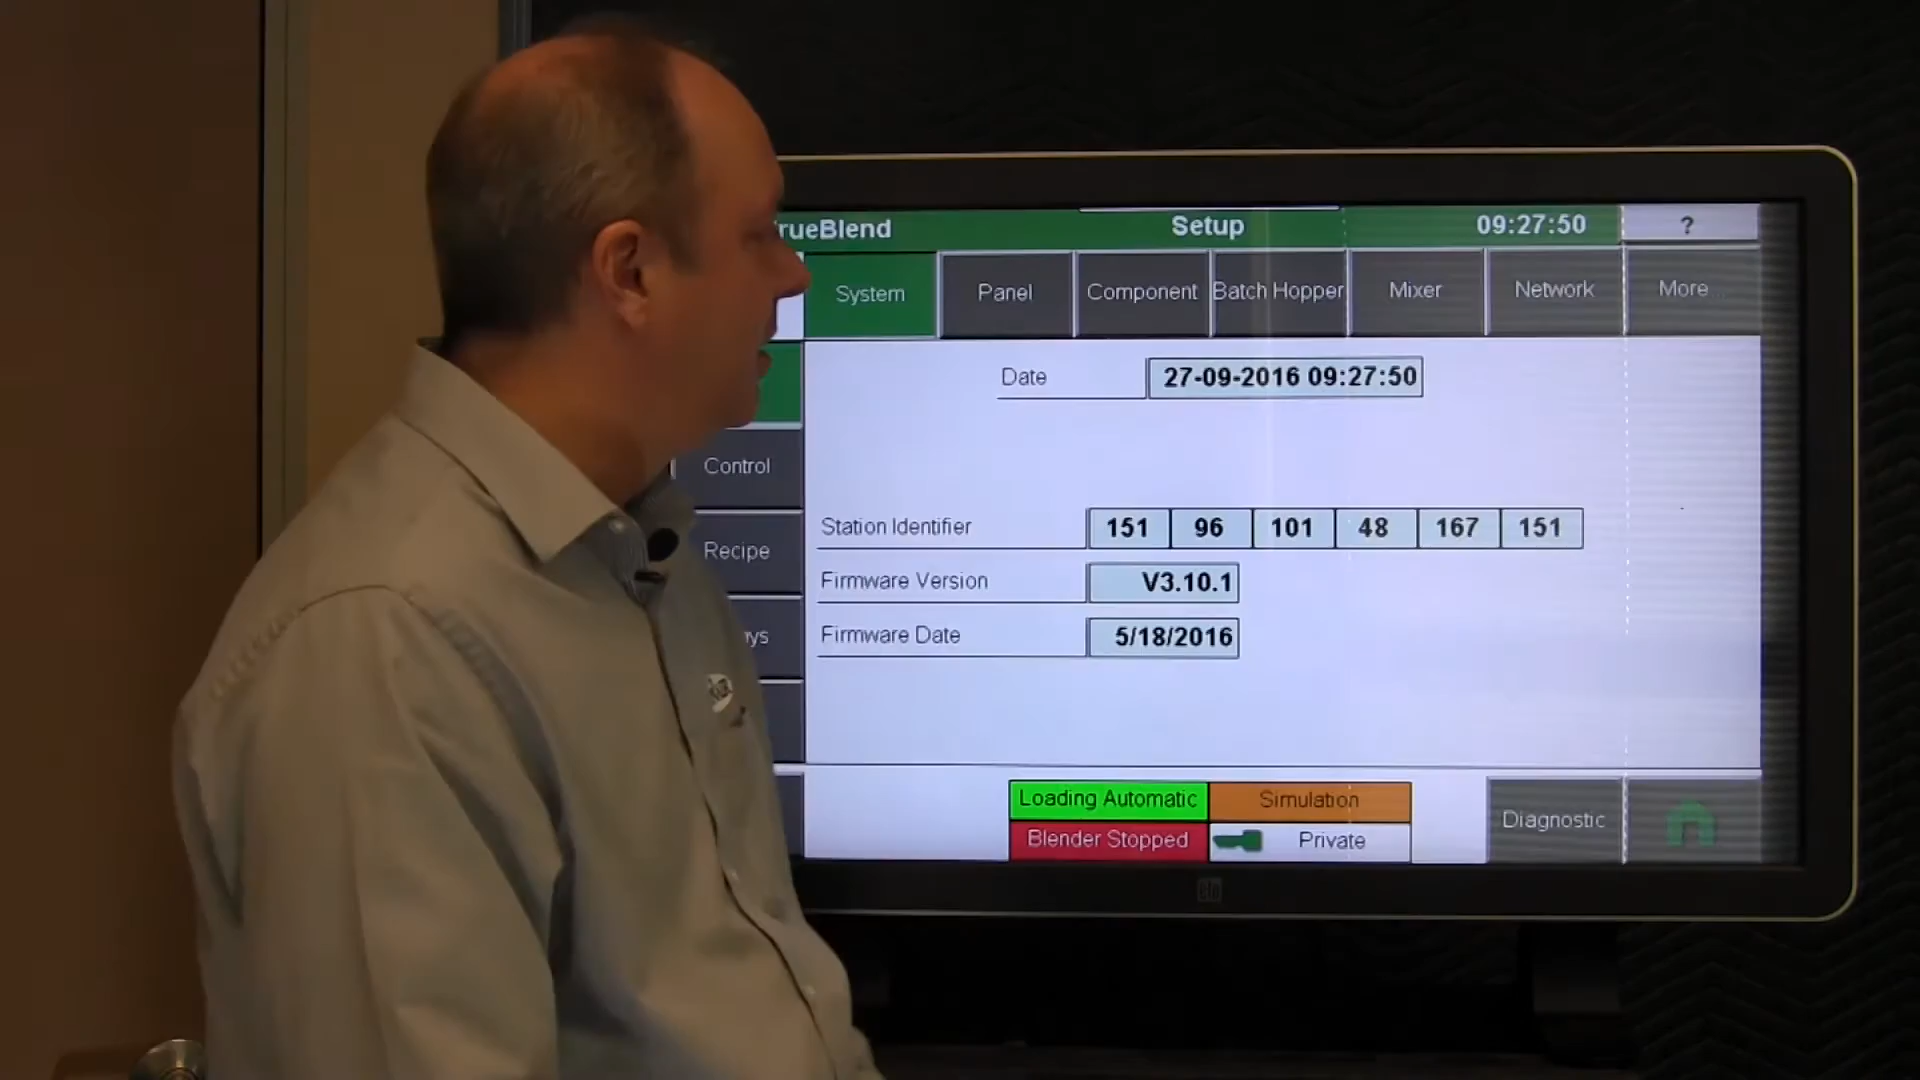 rueBlend Setup 09:27:50 ?
System Panel Component Batch Hopper Mixer Network More...
Date 27-09-2016 09:27:50
Control
Station Identifier 151 96 101 48 167 151
Recipe
Firmware Version V3.10.1
Firmware Date 5/18/2016
ys
Loading Automatic Simulation
Blender Stopped Private
Diagnostic
elo